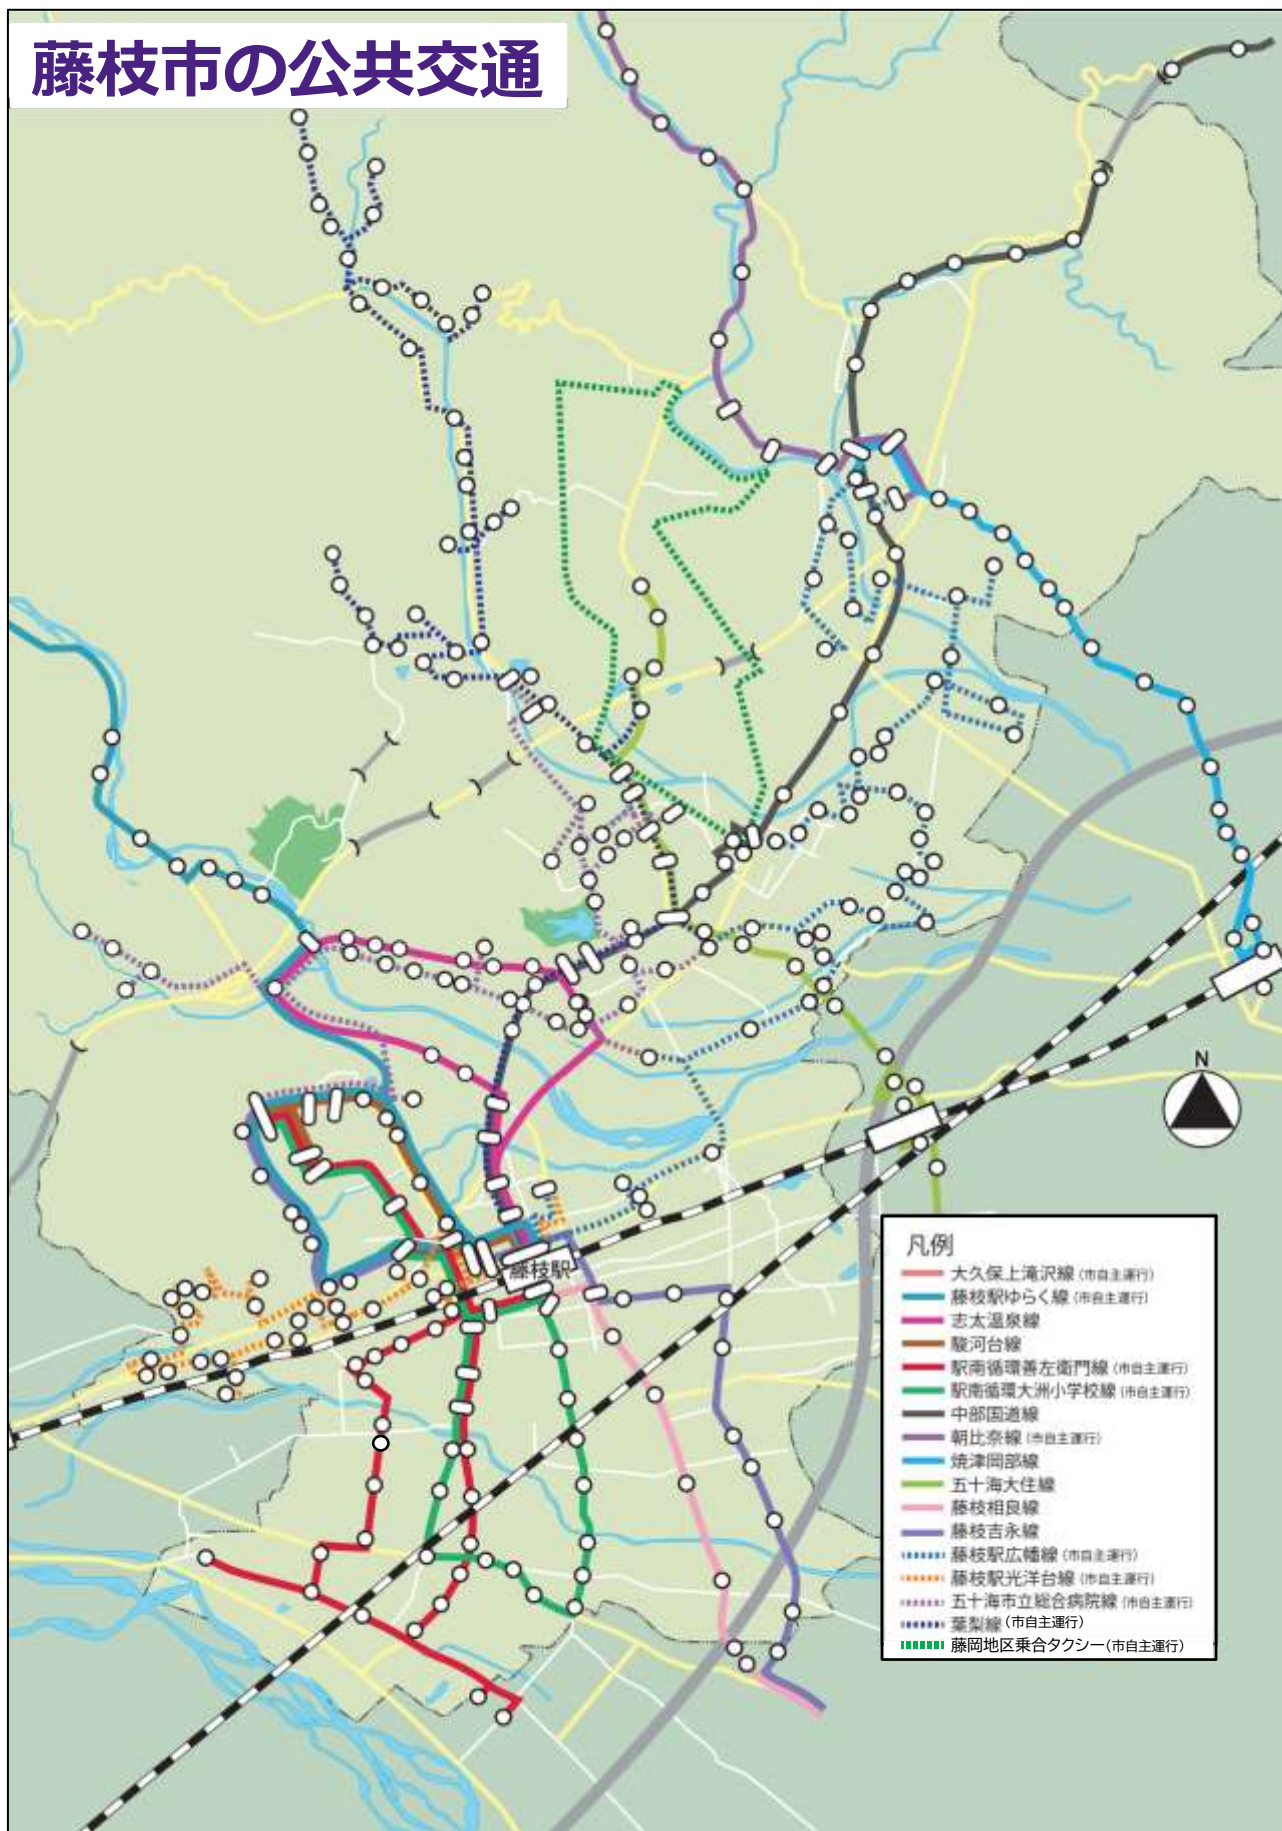 藤枝市の公共交通
N
藤枝駅
凡例
大久保上滝沢線 (市自主運行)
藤枝駅ゆらく線 (市自主運行)
志太温泉線
駿河台線
駅南循環善左衛門線 (市自主運行)
駅南循環大洲小学校線 (市自主運行)
中部国道線
朝比奈線 (市自主運行)
焼津岡部線
五十海大住線
藤枝相良線
藤枝吉永線
藤枝駅広幡線 (市自主運行)
藤枝駅光洋台線 (市自主運行)
五十海市立総合病院線 (市自主運行)
葉梨線 (市自主運行)
藤岡地区乗合タクシー(市自主運行)